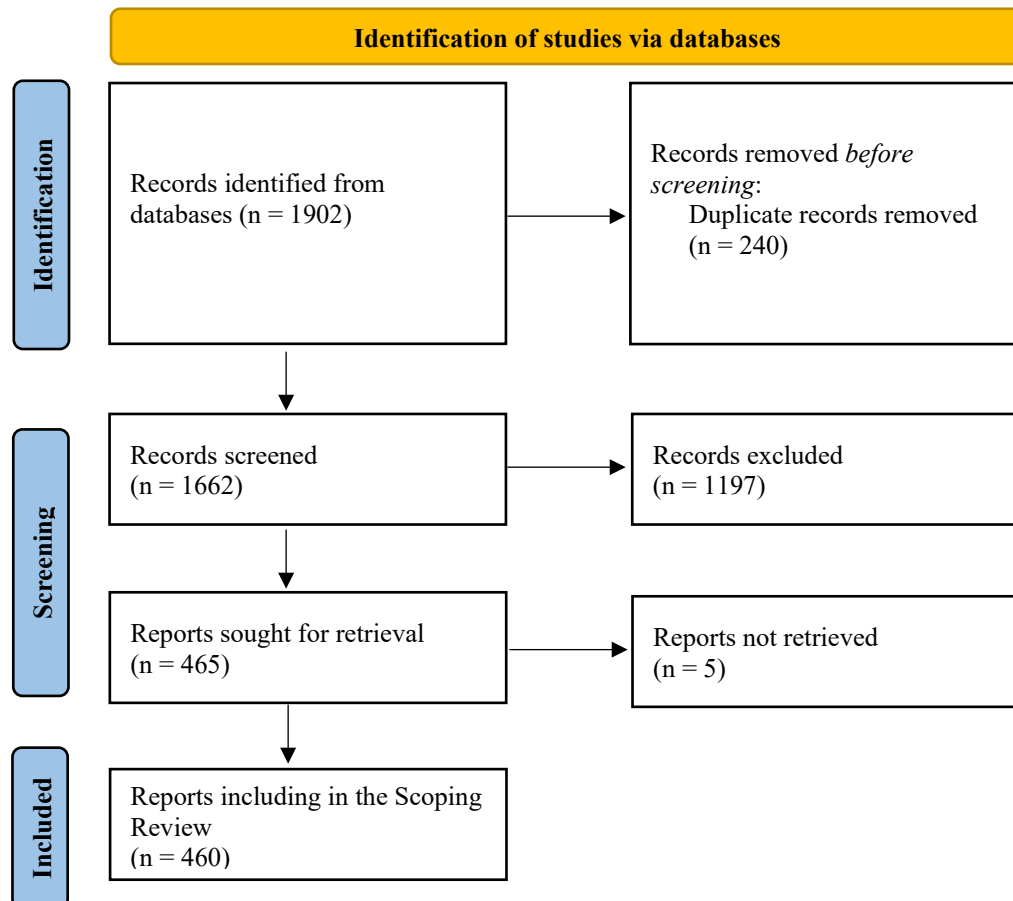 Identification of studies via databases
Identification
Records identified from
databases (n = 1902)
Records removed before
screening:
Duplicate records removed
(n = 240)
Screening
Records screened
(n = 1662)
Records excluded
(n = 1197)
Reports sought for retrieval
(n = 465)
Reports not retrieved
(n = 5)
Included
Reports including in the Scoping
Review
(n = 460)